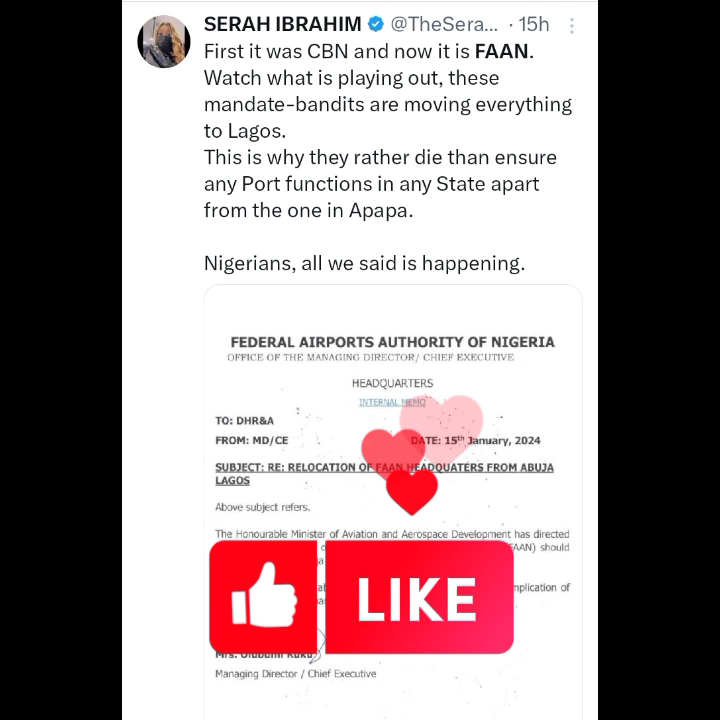 SERAH IBRAHIM @TheSera... · 15h
First it was CBN and now it is FAAN.
Watch what is playing out, these
mandate-bandits are moving everything
to Lagos.
This is why they rather die than ensure
any Port functions in any State apart
from the one in Apapa.
Nigerians, all we said is happening.
FEDERAL AIRPORTS AUTHORITY OF NIGERIA
OFFICE OF THE MANAGING DIRECTOR/ CHIEF EXECUTIVE
HEADQUARTERS
INTERNAL MEMO
TO: DHR&A
FROM: MD/CE DATE: 15th January, 2024
SUBJECT: RE: RELOCATION OF FAAN HEADQUATERS FROM ABUJA
LAGOS
Above subject refers.
The Honourable Minister of Aviation and Aerospace Development has directed
FAAN) should
mplication of
LIKE
Mrs. Olubunmi Kuku
Managing Director / Chief Executive